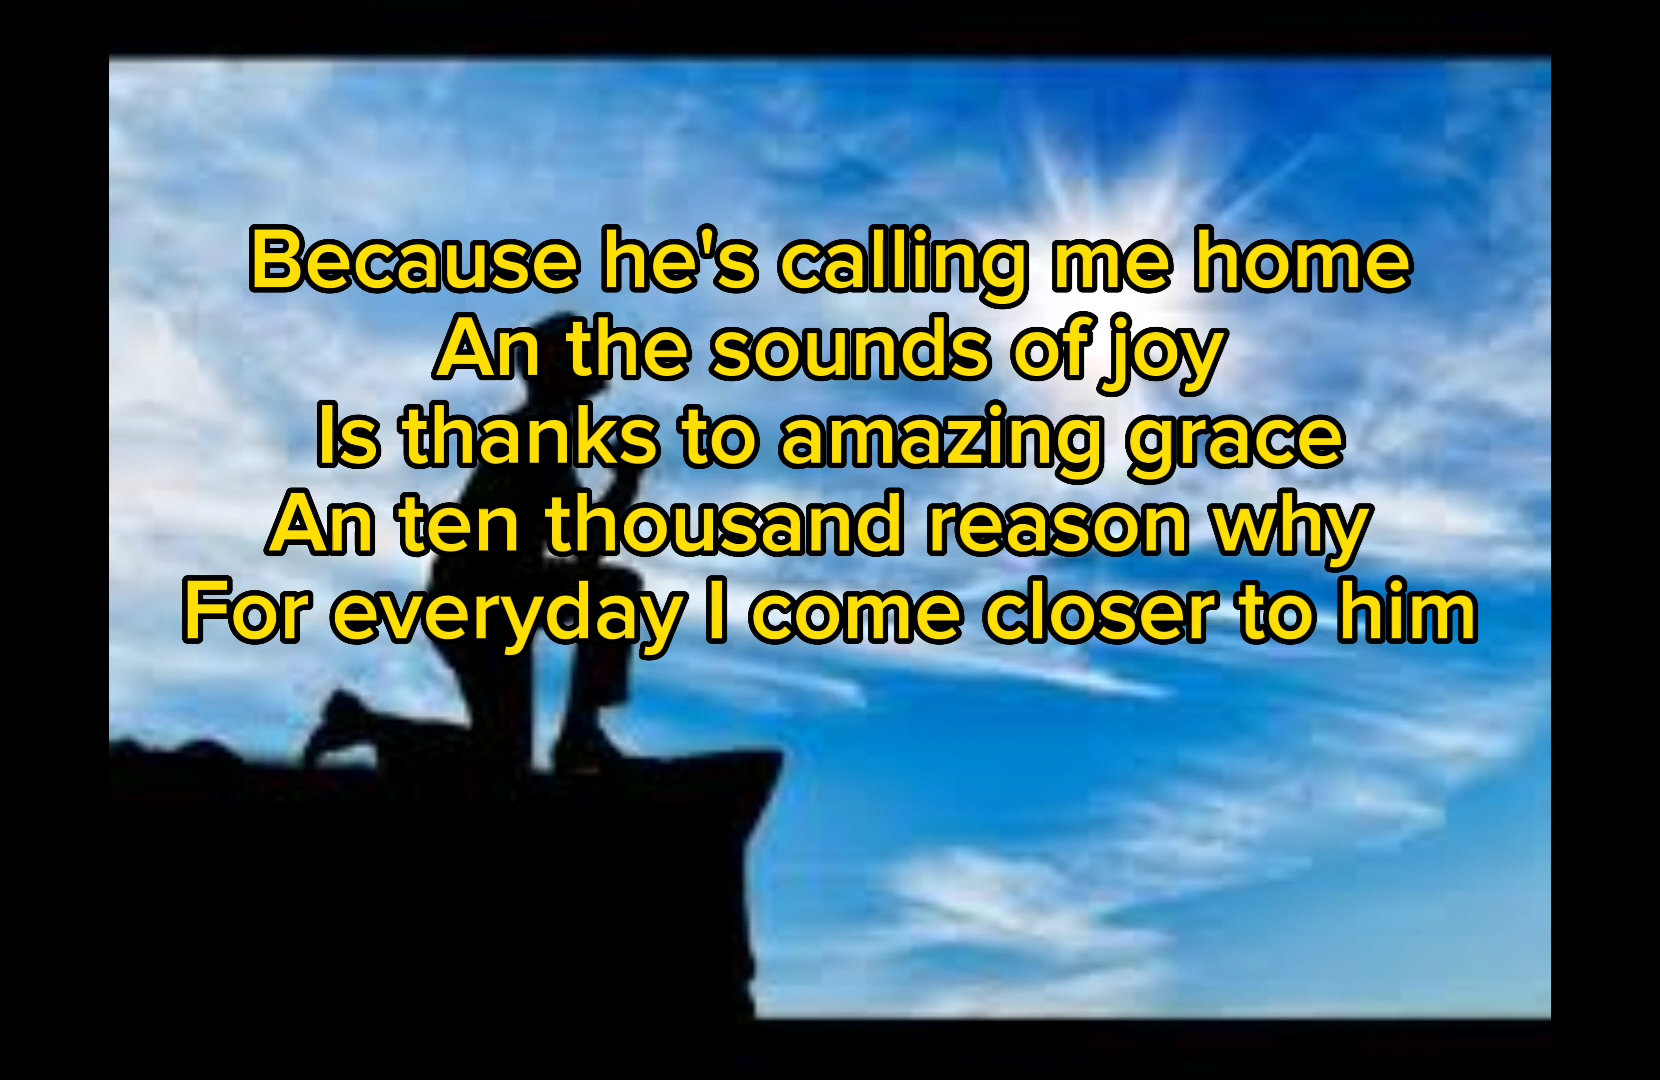 Because he's calling me home
An the sounds of joy
Is thanks to amazing grace
An ten thousand reason why
For everyday I come closer to him